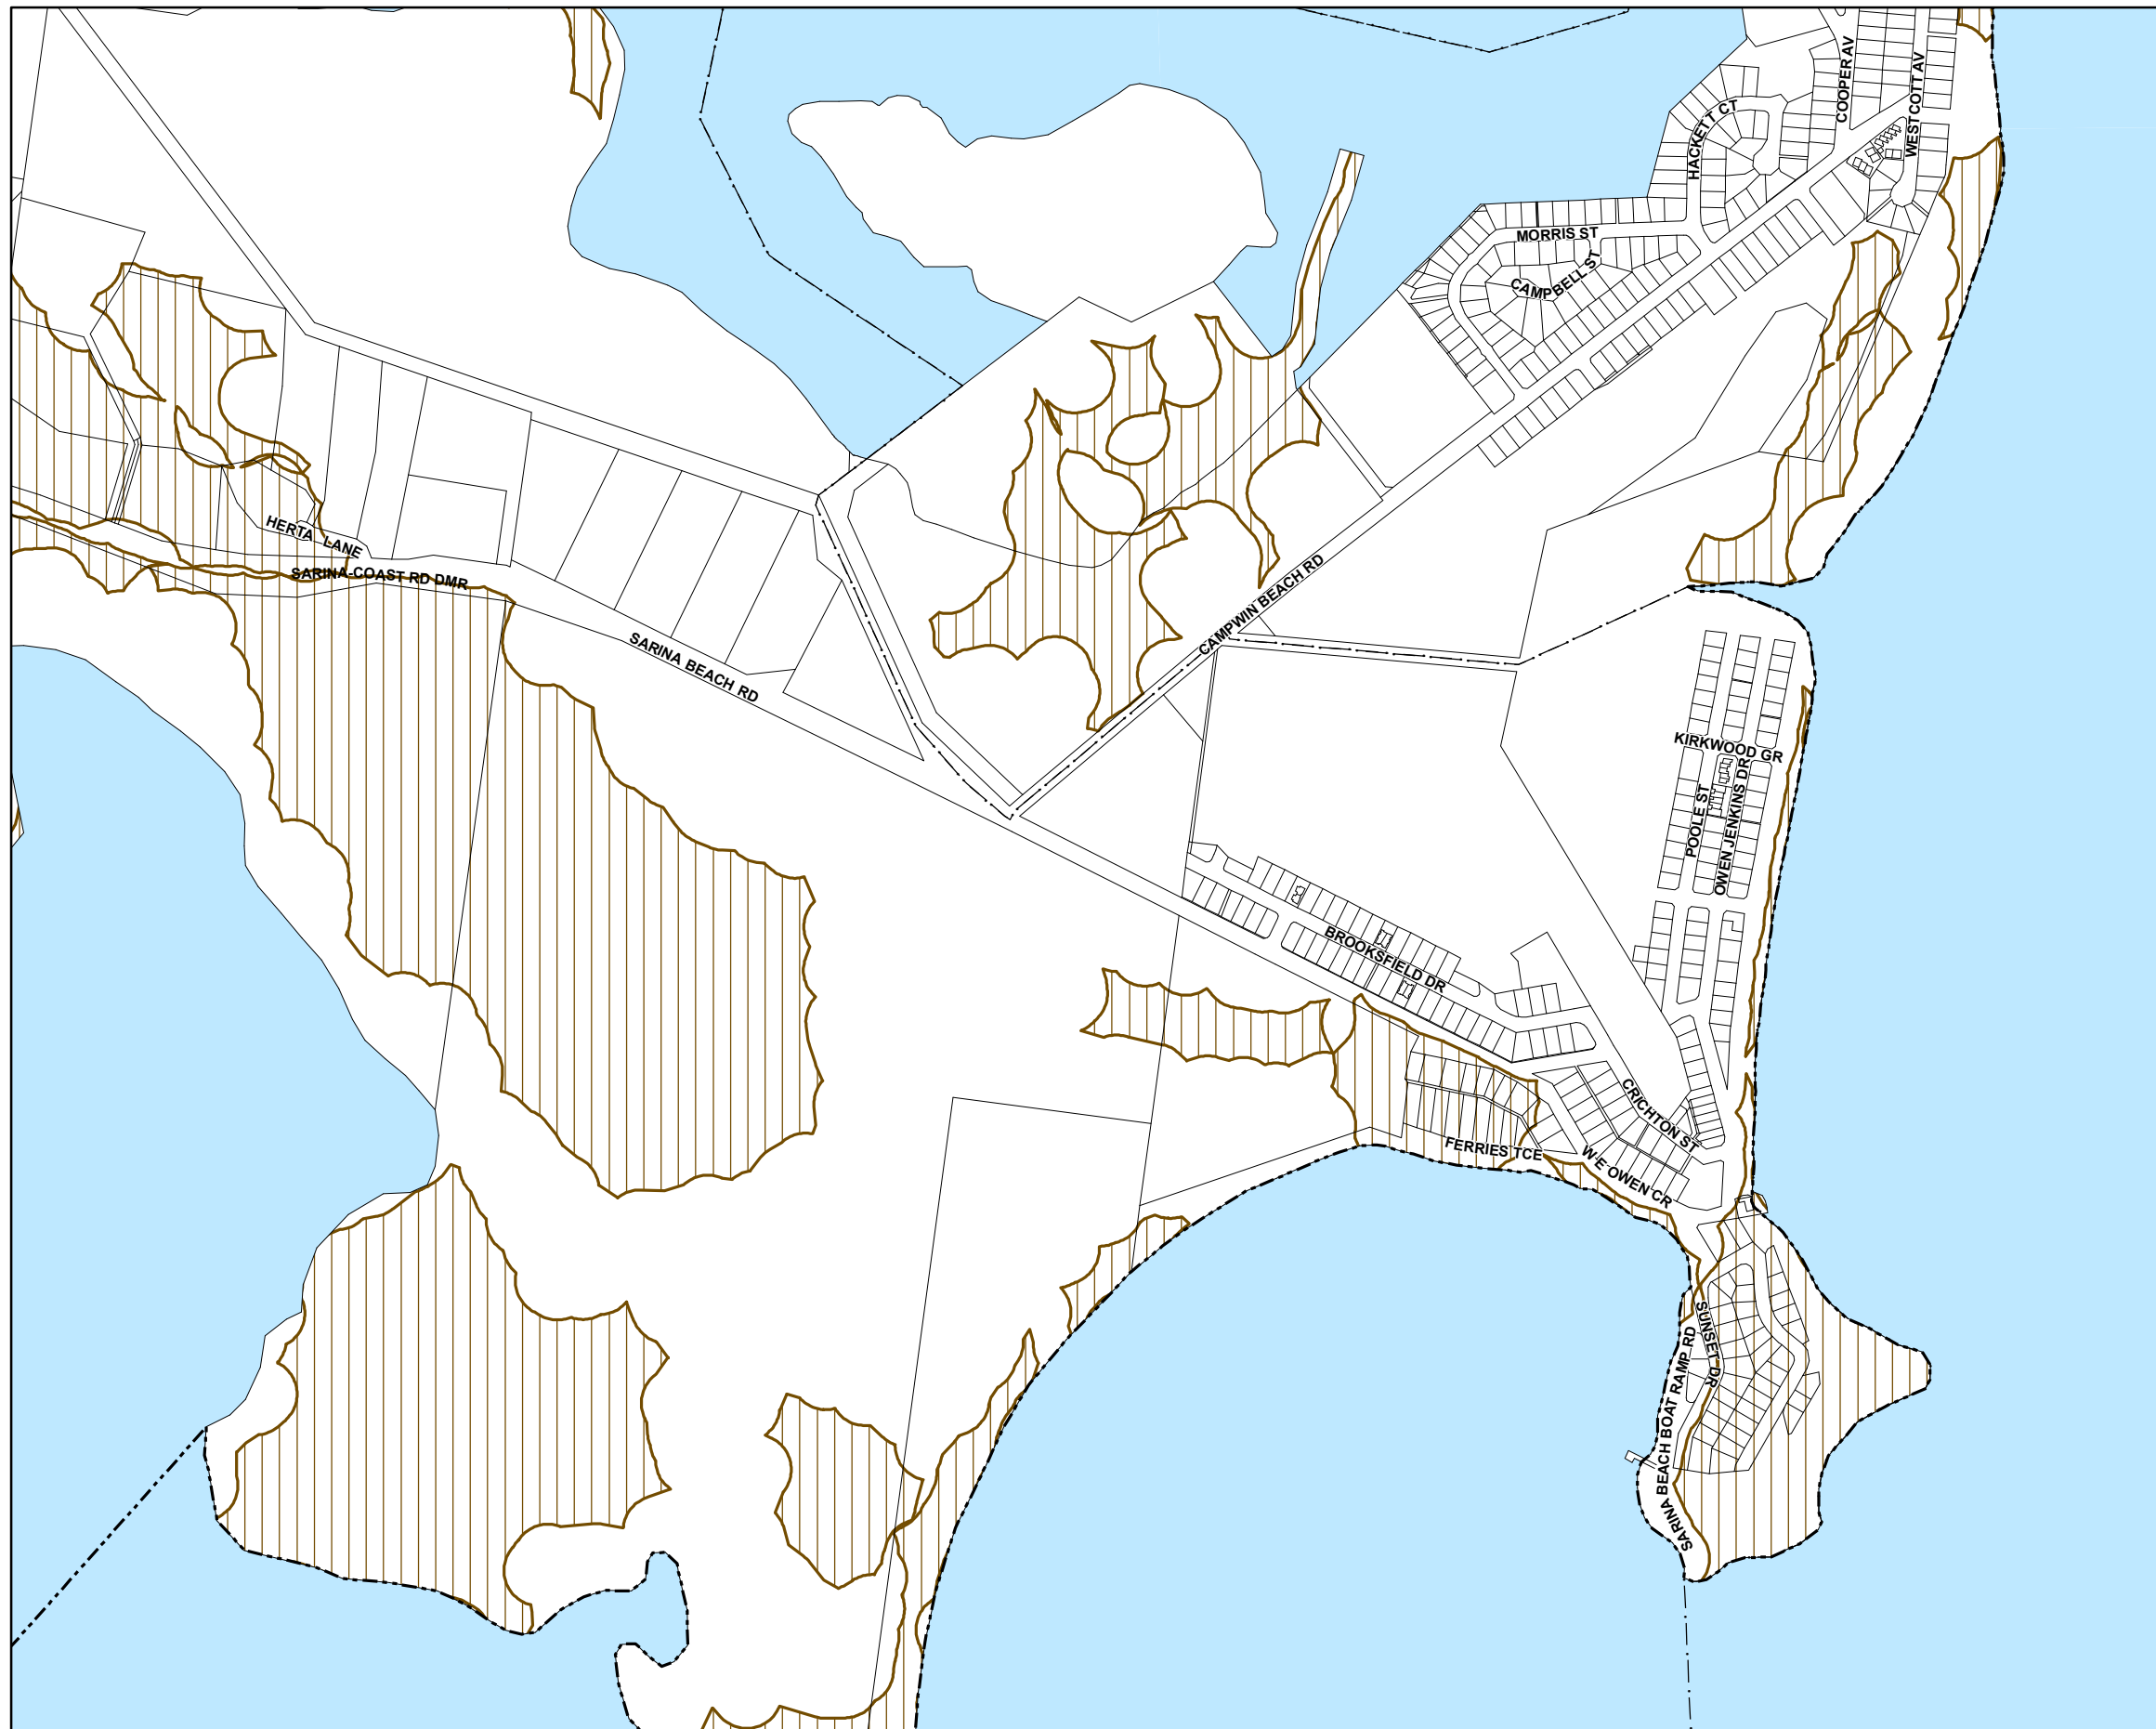 COOPER AV
WESTCOTT AV
HACKETT CT
MORRIS ST
CAMPBELL ST
HERTA LANE
SARINA-COAST RD DMR
SARINA BEACH RD
CAMPWIN BEACH RD
KIRKWOOD GR
POOLE ST
OWEN JENKINS DR
BROOKSFIELD DR
CRICHTON ST
FERRIES TCE
W E OWEN CR
SUNSET DR
SARINA BEACH BOAT RAMP RD